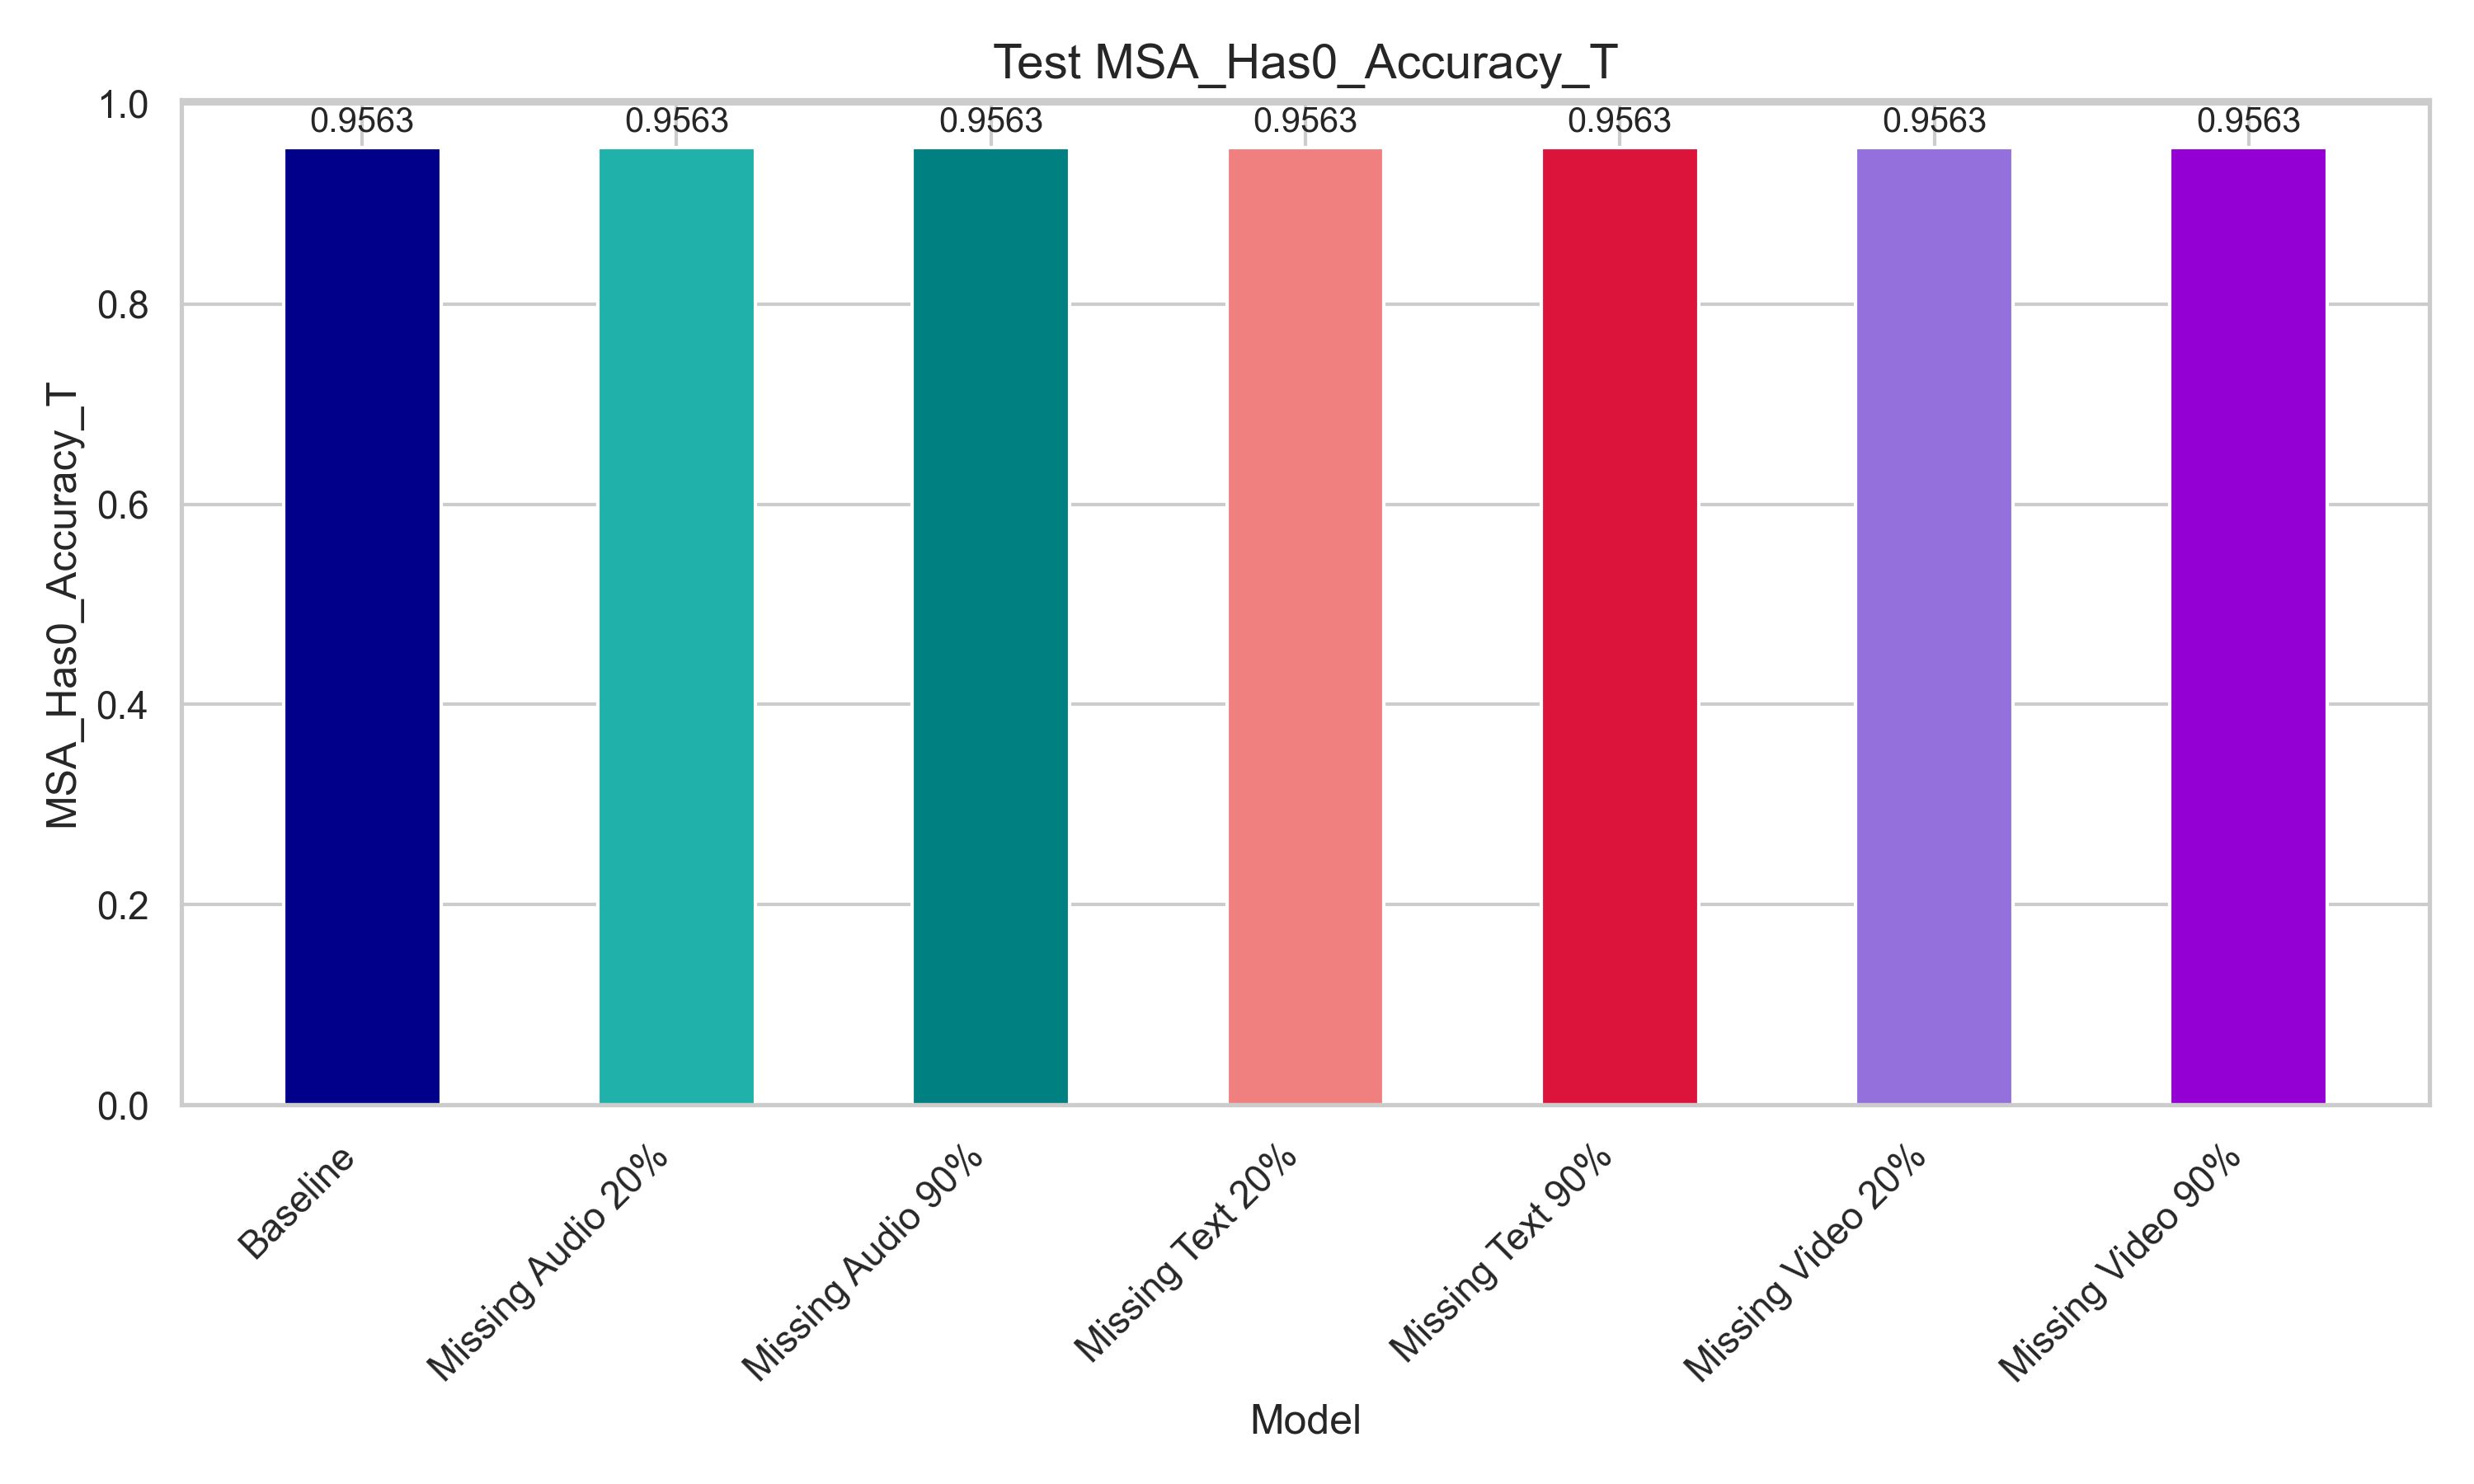 Test MSA_Has0_Accuracy_T
MSA_Has0_Accuracy_T
1.0
0.8
0.6
0.4
0.2
0.0
0.9563
0.9563
0.9563
0.9563
0.9563
0.9563
0.9563
Baseline
Missing Audio 20%
Missing Audio 90%
Missing Text 20%
Missing Text 90%
Missing Video 20%
Missing Video 90%
Model